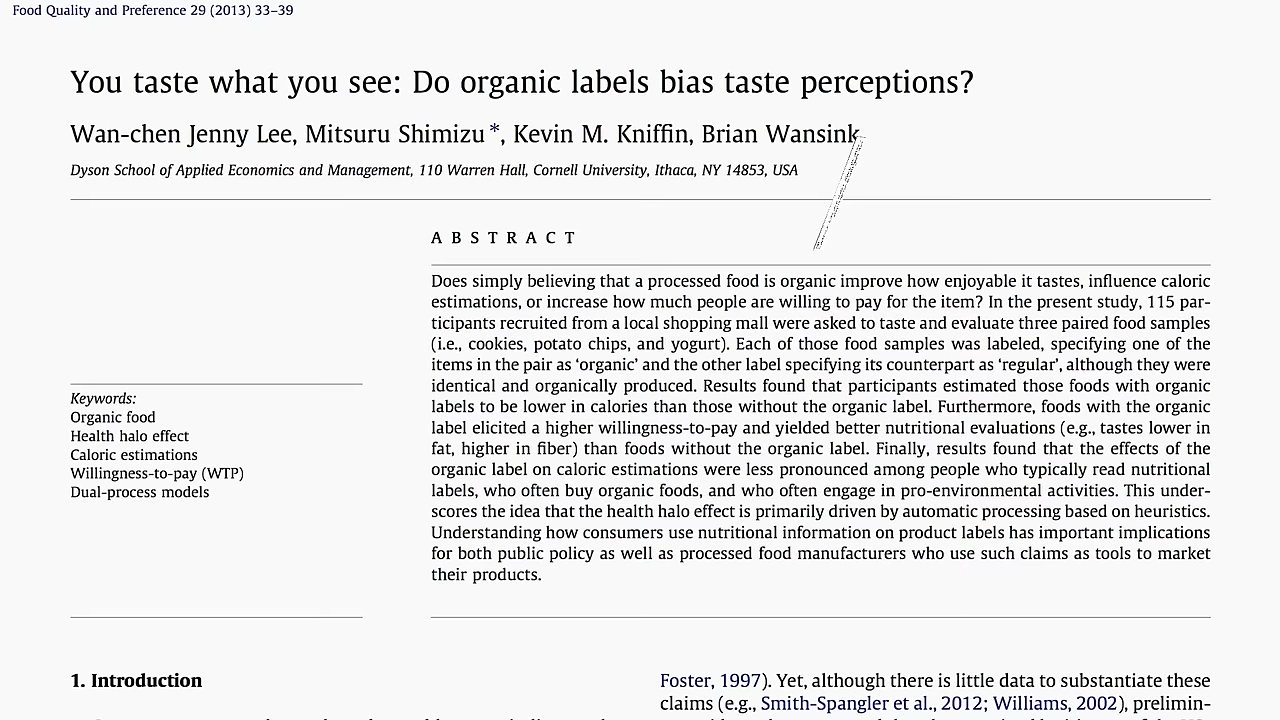 Food Quality and Preference 29 (2013) 33–39
You taste what you see: Do organic labels bias taste perceptions?
Wan-chen Jenny Lee, Mitsuru Shimizu *, Kevin M. Kniffin, Brian Wansink
Dyson School of Applied Economics and Management, 110 Warren Hall, Cornell University, Ithaca, NY 14853, USA
Keywords:
Organic food
Health halo effect
Caloric estimations
Willingness-to-pay (WTP)
Dual-process models
A B S T R A C T
Does simply believing that a processed food is organic improve how enjoyable it tastes, influence caloric
estimations, or increase how much people are willing to pay for the item? In the present study, 115 par-
ticipants recruited from a local shopping mall were asked to taste and evaluate three paired food samples
(i.e., cookies, potato chips, and yogurt). Each of those food samples was labeled, specifying one of the
items in the pair as ‘organic’ and the other label specifying its counterpart as ‘regular’, although they were
identical and organically produced. Results found that participants estimated those foods with organic
labels to be lower in calories than those without the organic label. Furthermore, foods with the organic
label elicited a higher willingness-to-pay and yielded better nutritional evaluations (e.g., tastes lower in
fat, higher in fiber) than foods without the organic label. Finally, results found that the effects of the
organic label on caloric estimations were less pronounced among people who typically read nutritional
labels, who often buy organic foods, and who often engage in pro-environmental activities. This under-
scores the idea that the health halo effect is primarily driven by automatic processing based on heuristics.
Understanding how consumers use nutritional information on product labels has important implications
for both public policy as well as processed food manufacturers who use such claims as tools to market
their products.
1. Introduction
Foster, 1997). Yet, although there is little data to substantiate these
claims (e.g., Smith-Spangler et al., 2012; Williams, 2002), prelimin-